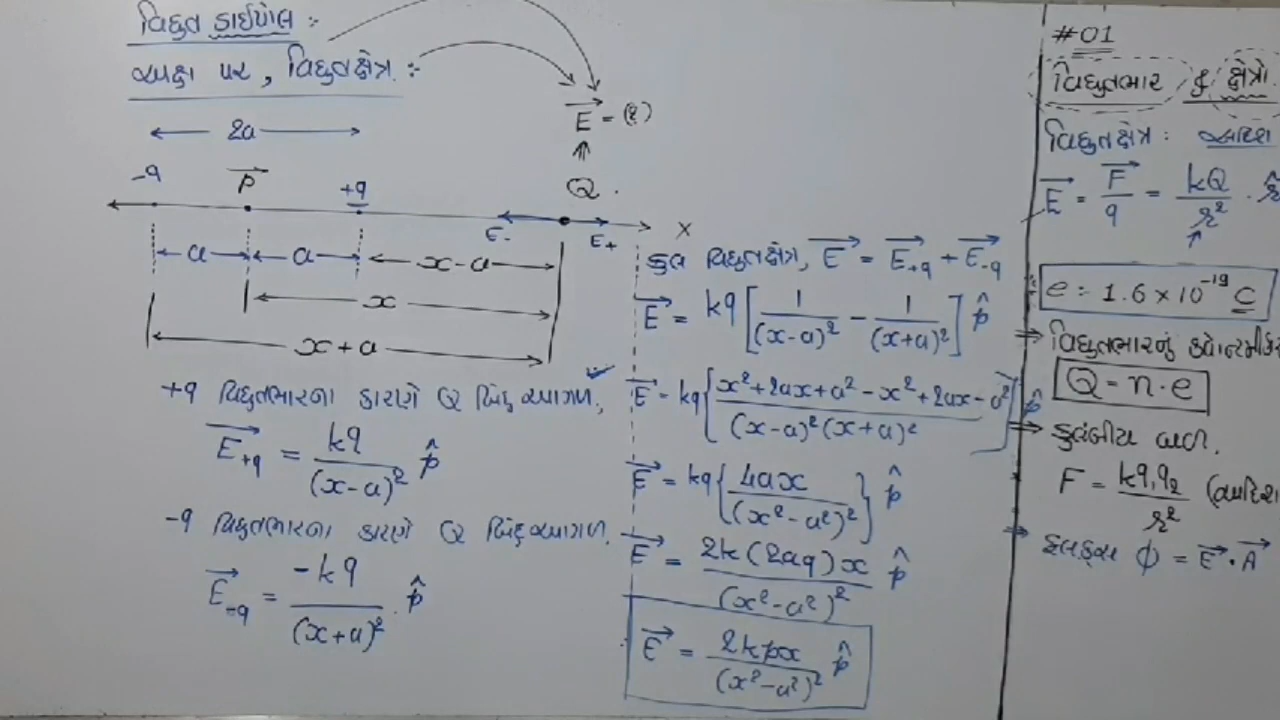 વિદ્યુત ડાઈપોલ :
અક્ષ પર, વિદ્યુતક્ષેત્ર :
E = (?)
2a
Q
-q P +q
E- E+ X
a a x-a
x
x+a
+q વિદ્યુતભારના કારણે Q બિંદુ આગળ,
E+q = kq/(x-a)² p̂
-q વિદ્યુતભારના કારણે Q બિંદુ આગળ,
E-q = -kq/(x+a)² . p̂
કુલ વિદ્યુતક્ષેત્ર, E = E+q + E-q
E = kq[1/(x-a)² - 1/(x+a)²] p̂
E = kq{x²+2ax+a²-x²+2ax-a²/(x-a)²(x+a)²} p̂
E = kq{4ax/(x²-a²)²} p̂
E = 2k(2aq)x/(x²-a²)² p̂
E = 2kpx/(x²-a²)² p̂
#01
વિદ્યુતભાર & ક્ષેત્રો
વિદ્યુતક્ષેત્ર: સદિશ
E = F/q = kQ/r² .
e = 1.6 × 10⁻¹⁹ C
વિદ્યુતભારનું
Q = n.e
કુલંબીય બળ.
F = kq₁q₂/r²
ફલક્સ ϕ = E . A